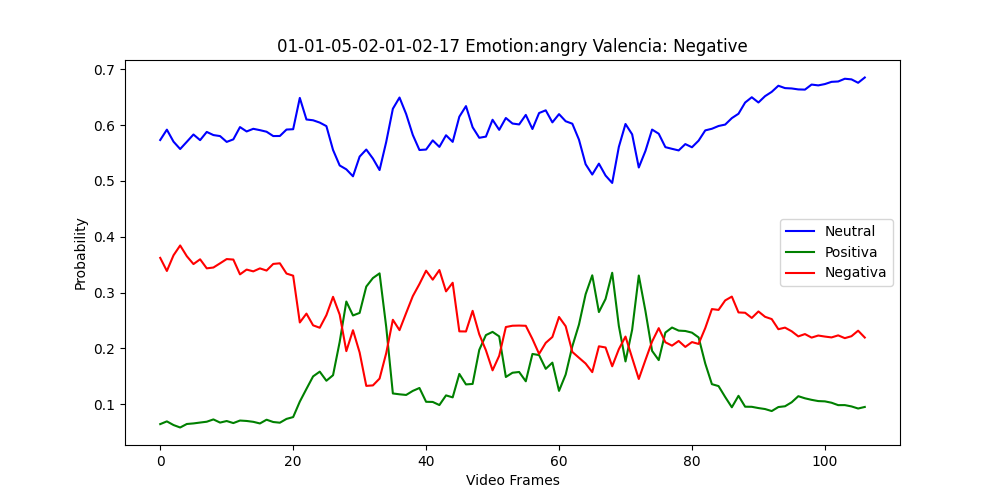 01-01-05-02-01-02-17 Emotion:angry Valencia: Negative
Probability
0.7
0.6
0.5
0.4
0.3
0.2
0.1
Neutral
Positiva
Negativa
0 20 40 60 80 100
Video Frames